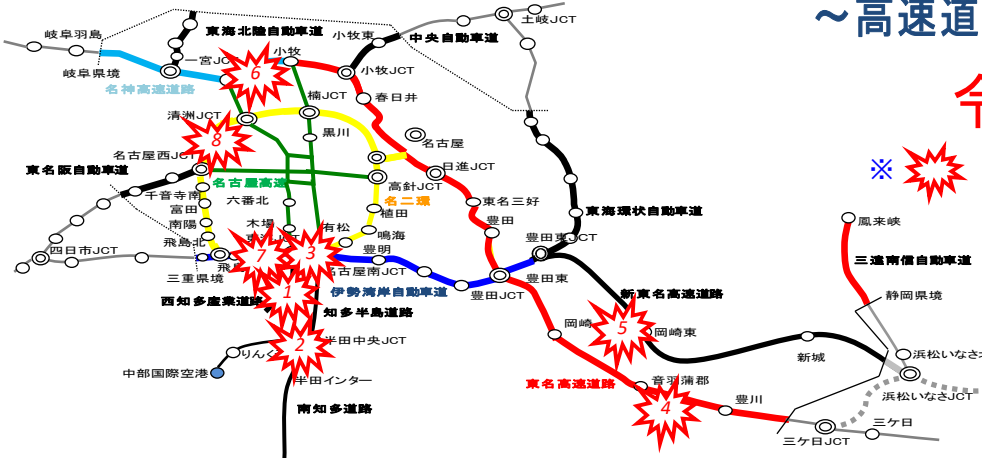 ～高速道
今
※
岐阜羽島
岐阜県境
名神高速道路
一宮JC
東海北陸自動車道
小牧東
中央自動車道
土岐JCT
小牧
小牧JCT
6
楠JCT
春日井
清洲JCT
黒川
名古屋
8
名古屋西JCT
日進JCT
東名阪自動車道
名古屋高速
高針JCT
名二環
千音寺南
六番北
東名三好
富田
植田
東海環状自動車道
鳳来峡
南陽
木場
有松
鳴海
豊田
飛島北
豊明
豊田東JCT
四日市JCT
7
3
名古屋南JCT
豊田東
三遠南信自動車道
三重県境
伊勢湾岸自動車道
豊田JCT
新東名高速道路
静岡県境
西知多産業道路
1
知多半島道路
岡崎
5
岡崎東
半田中央JCT
りんく
2
新城
浜松いなさ
中部国際空港
半田インター
東名高速道路
音羽蒲郡
浜松いなさJCT
南知多道路
4
豊川
三ケ日
三ケ日JCT